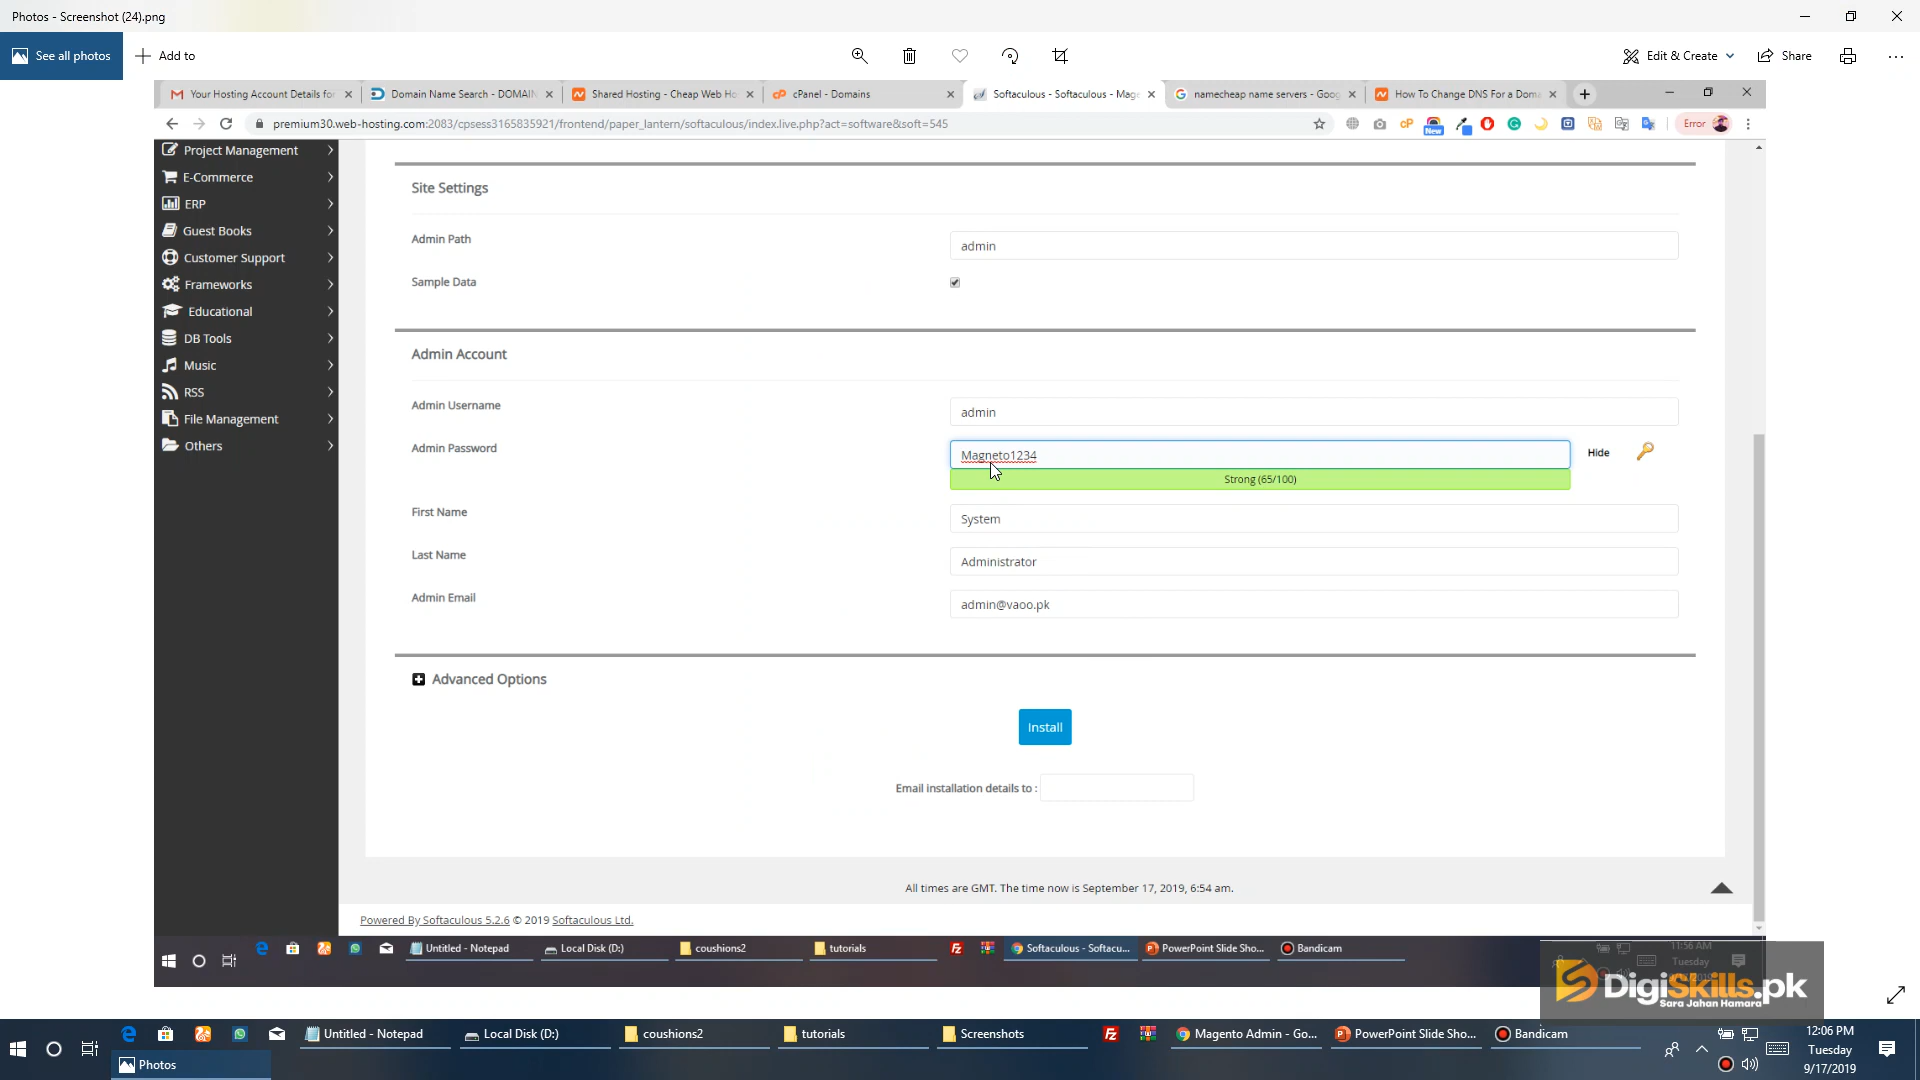 Photos - Screenshot (24).png
See all photos
Add to
Edit & Create
Share
Your Hosting Account Details for
Domain Name Search - DOMAIN
Shared Hosting - Cheap Web Ho
cPanel - Domains
Softaculous - Softaculous - Mag
namecheap name servers - Goog
How To Change DNS For a Doma
premium30.web-hosting.com:2083/cpsess3165835921/frontend/paper_lantern/softaculous/index.live.php?act=software&soft=545
New
Error
Project Management
E-Commerce
ERP
Guest Books
Customer Support
Frameworks
Educational
DB Tools
Music
RSS
File Management
Others
Site Settings
Admin Path
admin
Sample Data
Admin Account
Admin Username
admin
Admin Password
Magneto1234
Hide
Strong (65/100)
First Name
System
Last Name
Administrator
Admin Email
admin@vaoo.pk
Advanced Options
Install
Email installation details to :
All times are GMT. The time now is September 17, 2019, 6:54 am.
Powered By Softaculous 5.2.6 © 2019 Softaculous Ltd.
Untitled - Notepad
Local Disk (D:)
coushions2
tutorials
Softaculous - Softacu...
PowerPoint Slide Sho...
Bandicam
11:56 AM
Tuesday
DigiSkills.pk
Sara Jahan Hamara
Untitled - Notepad
Local Disk (D:)
coushions2
tutorials
Screenshots
Magento Admin - Go...
PowerPoint Slide Sho...
Bandicam
Photos
12:06 PM
Tuesday
9/17/2019